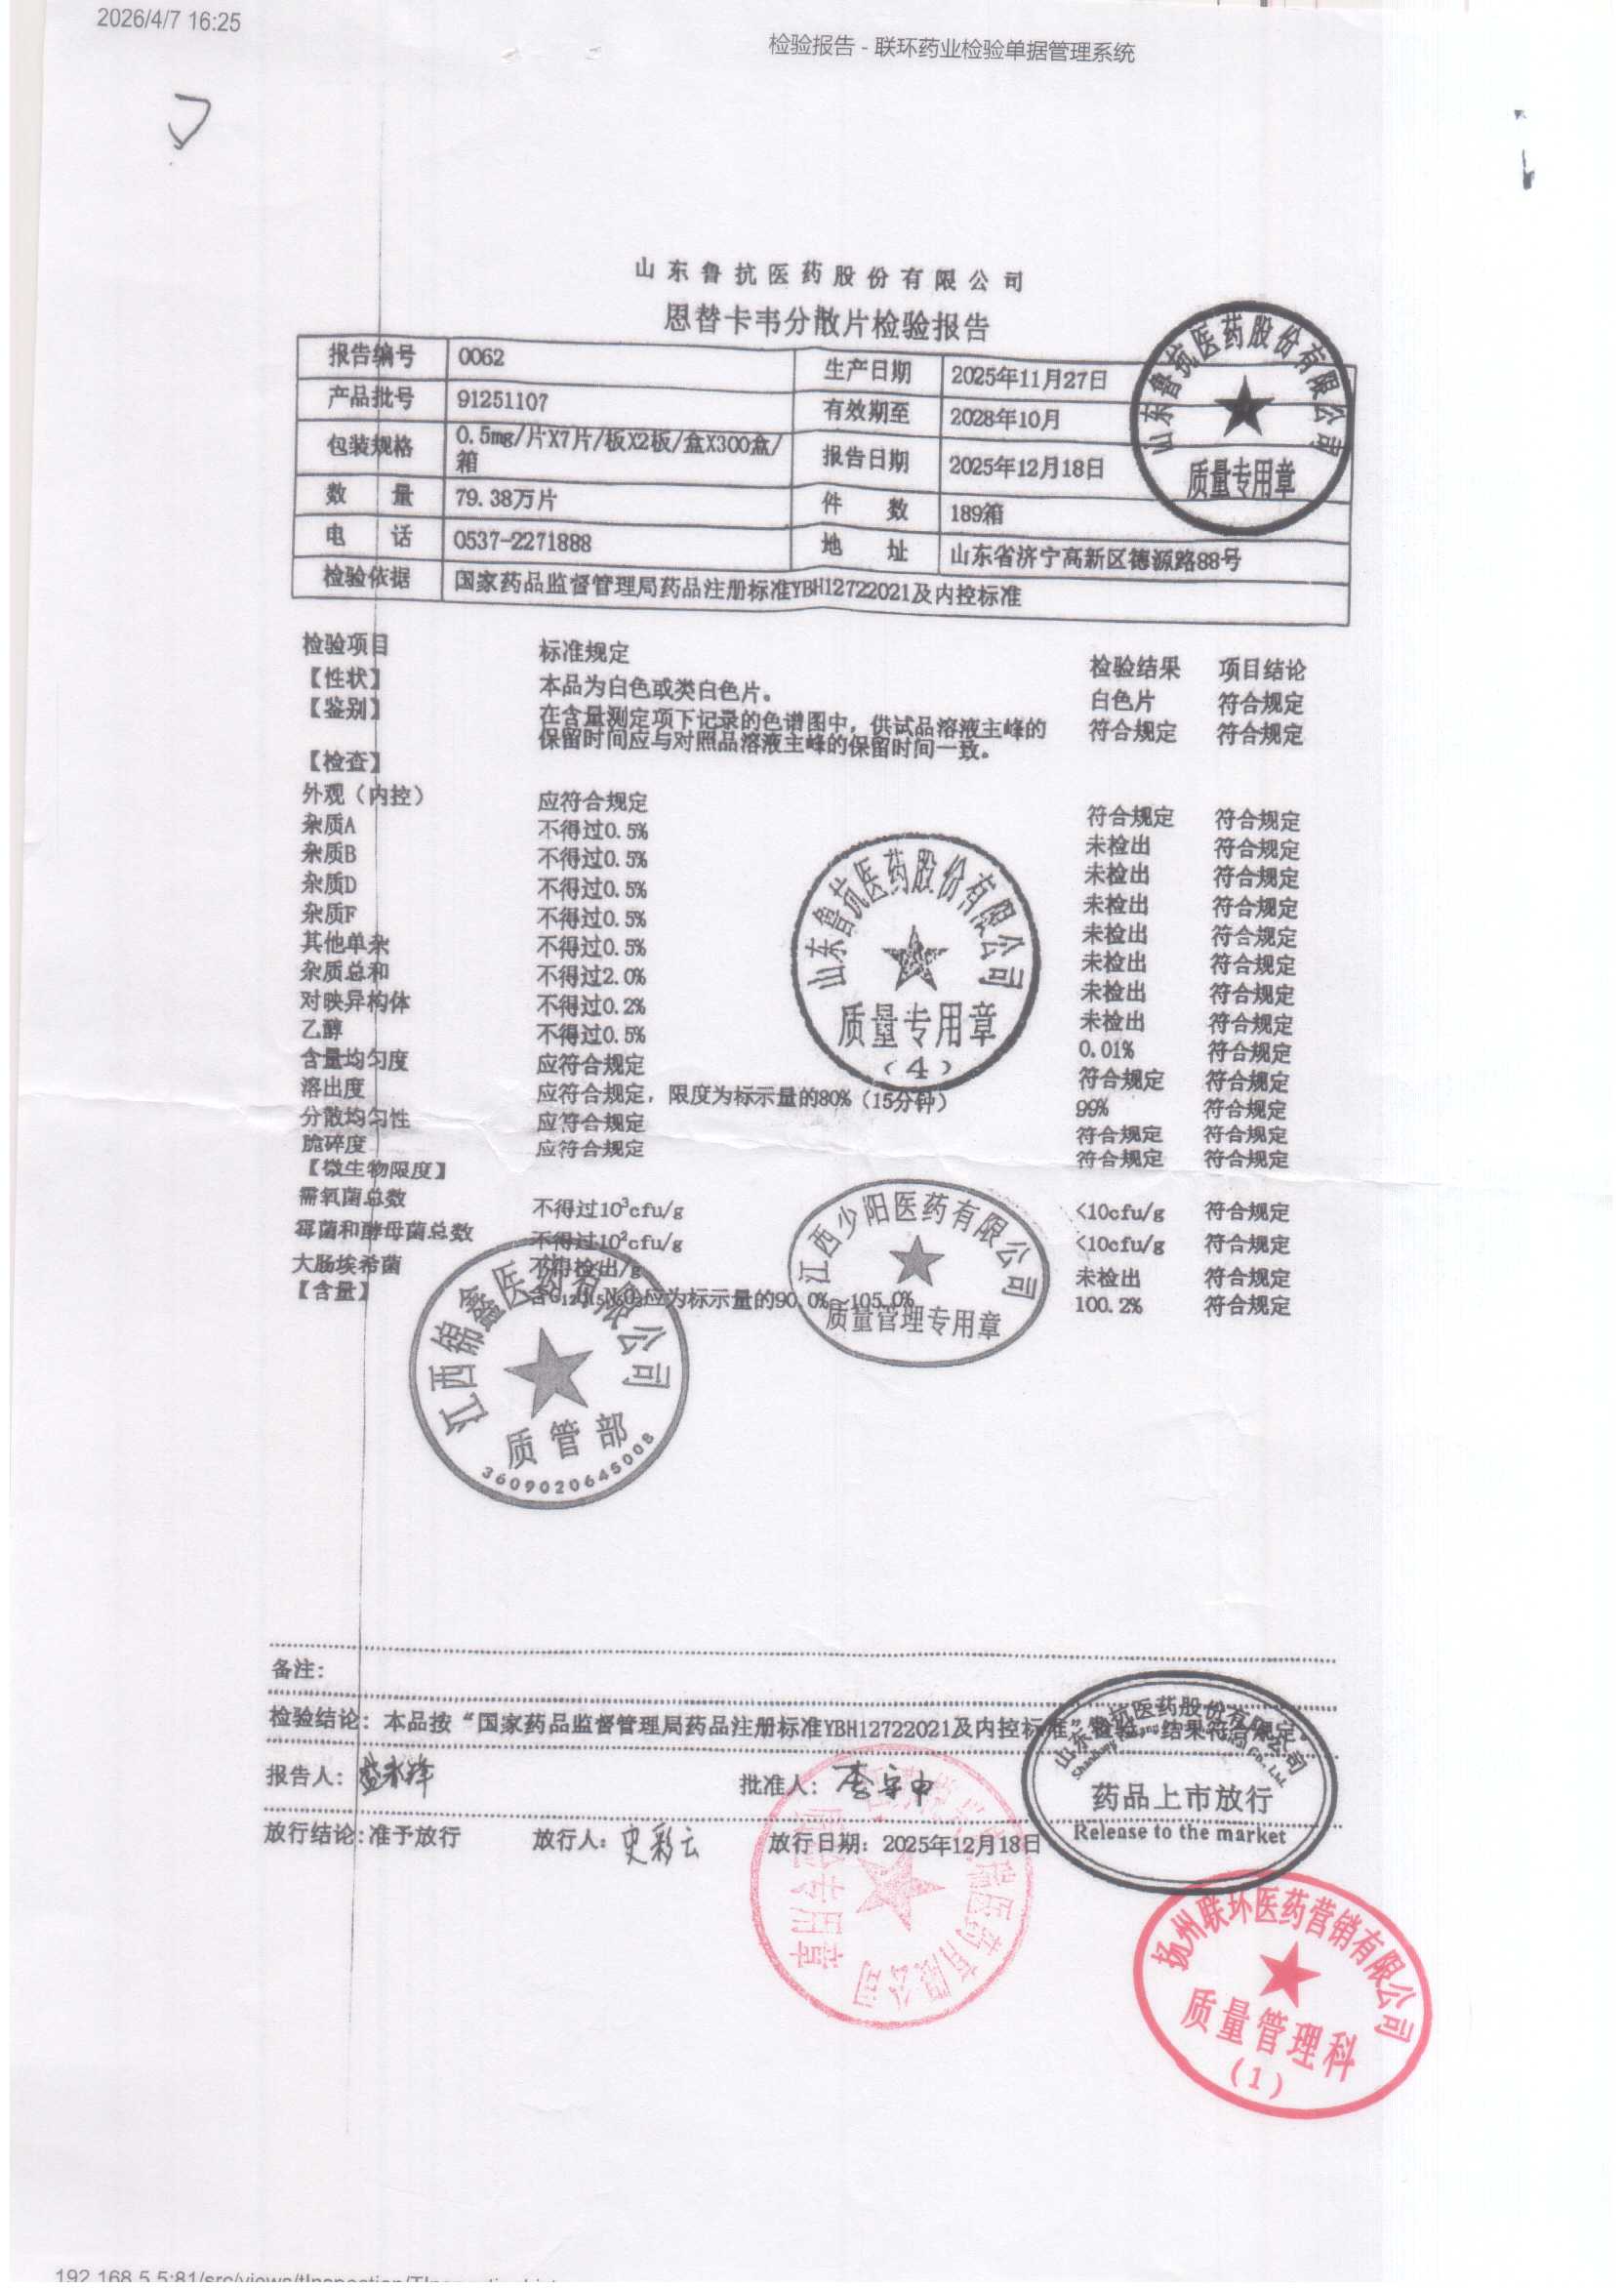 2026/4/7 16:25
检验报告 - 联环药业检验单据管理系统
山东鲁抗医药股份有限公司
恩替卡韦分散片检验报告
报告编号 0062 生产日期 2025年11月27日
产品批号 91251107 有效期至 2028年10月
包装规格 0.5mg/片X7片/板X2板/盒X300盒/箱 报告日期 2025年12月18日
数 量 79.38万片 件 数 189箱
电 话 0537-2271888 地 址 山东省济宁高新区德源路88号
检验依据 国家药品监督管理局药品注册标准YBH12722021及内控标准
山东鲁抗医药股份有限公司
质量专用章
检验项目 标准规定 检验结果 项目结论
【性状】 本品为白色或类白色片。 白色片 符合规定
【鉴别】 在含量测定项下记录的色谱图中，供试品溶液主峰的 符合规定 符合规定
保留时间应与对照品溶液主峰的保留时间一致。
【检查】
外观（内控） 应符合规定 符合规定 符合规定
杂质A 不得过0.5% 未检出 符合规定
杂质B 不得过0.5% 未检出 符合规定
杂质D 不得过0.5% 未检出 符合规定
杂质F 不得过0.5% 未检出 符合规定
其他单杂 不得过0.5% 未检出 符合规定
杂质总和 不得过2.0% 未检出 符合规定
对映异构体 不得过0.2% 未检出 符合规定
乙醇 不得过0.5% 0.01% 符合规定
含量均匀度 应符合规定 符合规定 符合规定
溶出度 应符合规定，限度为标示量的80%（15分钟） 99% 符合规定
分散均匀性 应符合规定 符合规定 符合规定
脆碎度 应符合规定 符合规定 符合规定
【微生物限度】
需氧菌总数 不得过10³cfu/g <10cfu/g 符合规定
霉菌和酵母菌总数 不得过10²cfu/g <10cfu/g 符合规定
大肠埃希菌 不得检出/g 未检出 符合规定
【含量】 应为标示量的90.0%~105.0% 100.2% 符合规定
山东鲁抗医药股份有限公司
质量专用章
（4）
江西少阳医药有限公司
质量管理专用章
江西锦鑫医药有限公司
质管部
3609020645008
备注：
检验结论：本品按“国家药品监督管理局药品注册标准YBH12722021及内控标准”检验，结果符合规定。
报告人： 批准人：李宇中
放行结论：准予放行 放行人：史彩云 放行日期：2025年12月18日
山东鲁抗医药股份有限公司
药品上市放行
Release to the market
医药有限公司
专用章
扬州联环医药营销有限公司
质量管理科
（1）